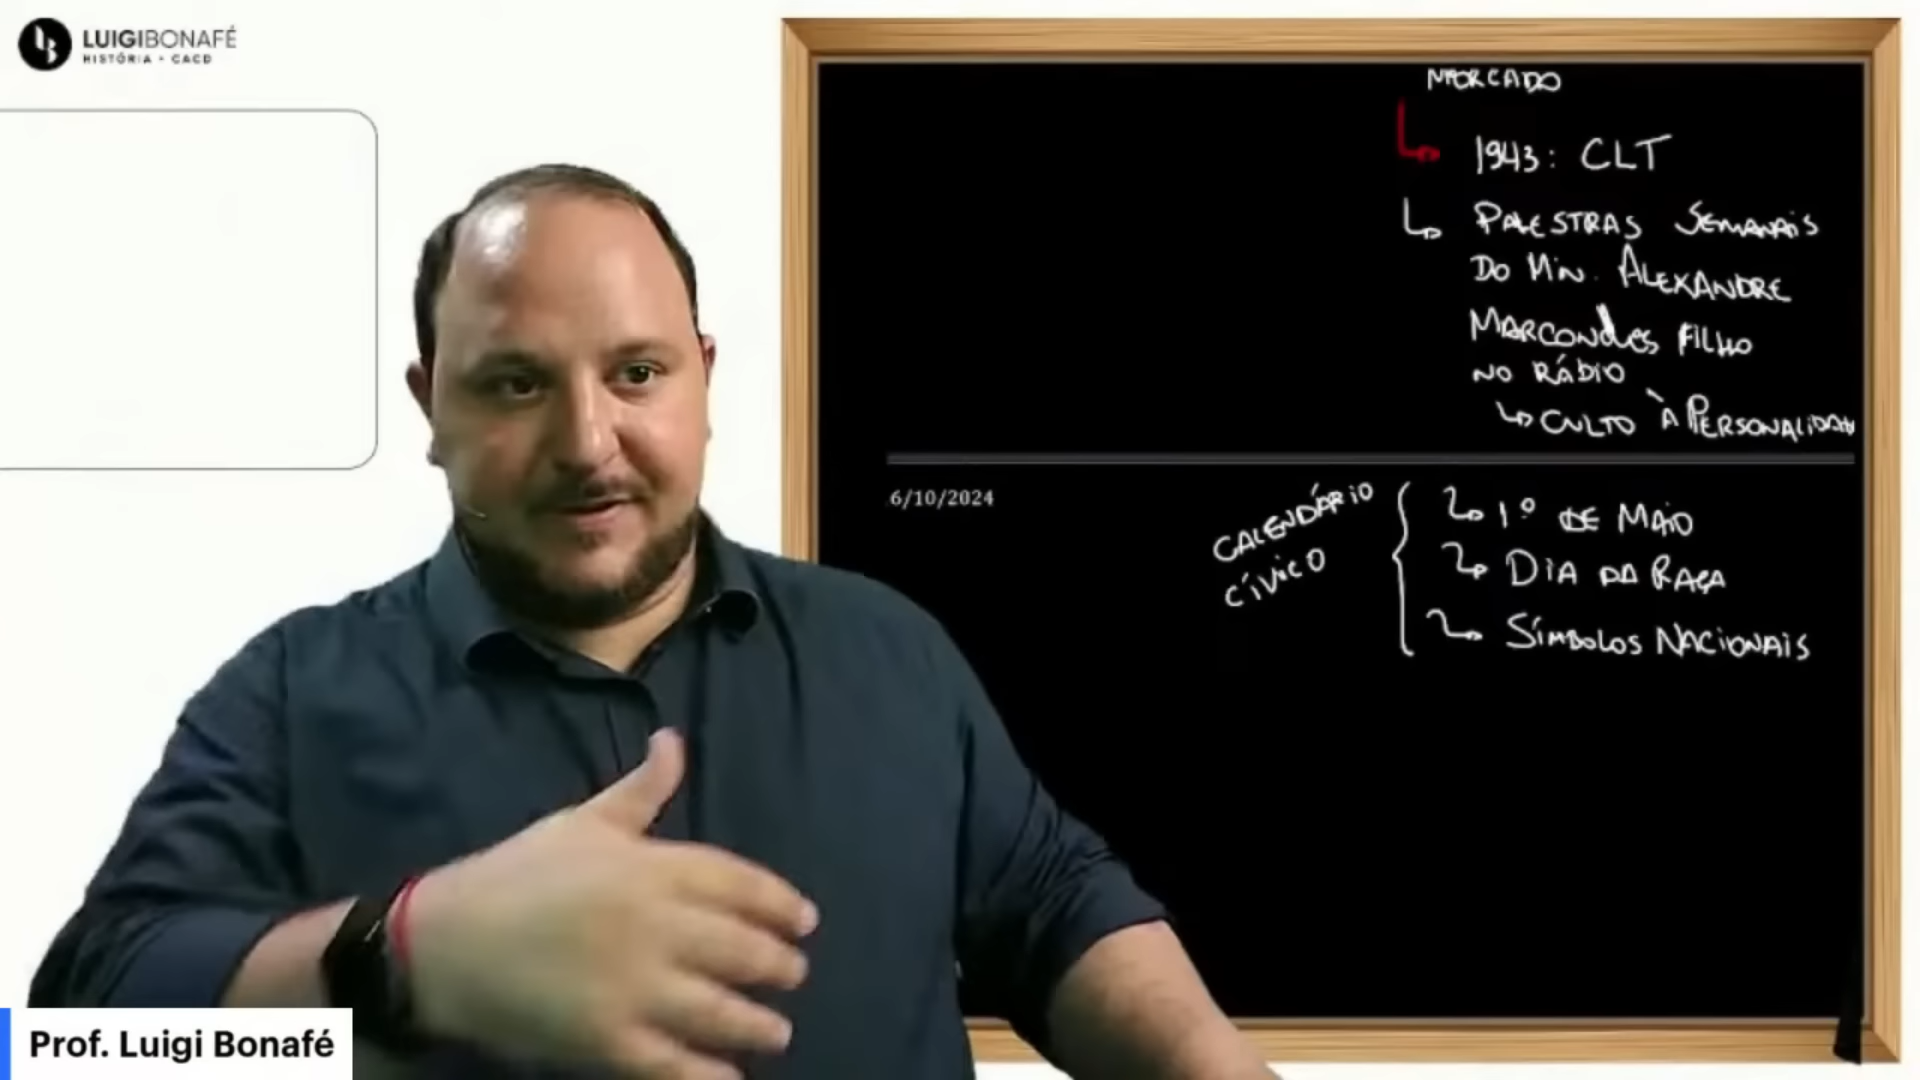 LUIGIBONAFÉ
HISTÓRIA - CACD
MERCADO
1943: CLT
PALESTRAS SEMANAIS
DO MIN. ALEXANDRE
MARCONDES FILHO
NO RÁDIO
CULTO À PERSONALIDADE
6/10/2024
CALENDÁRIO
CÍVICO
1º DE MAIO
DIA DA RAÇA
SÍMBOLOS NACIONAIS
Prof. Luigi Bonafé